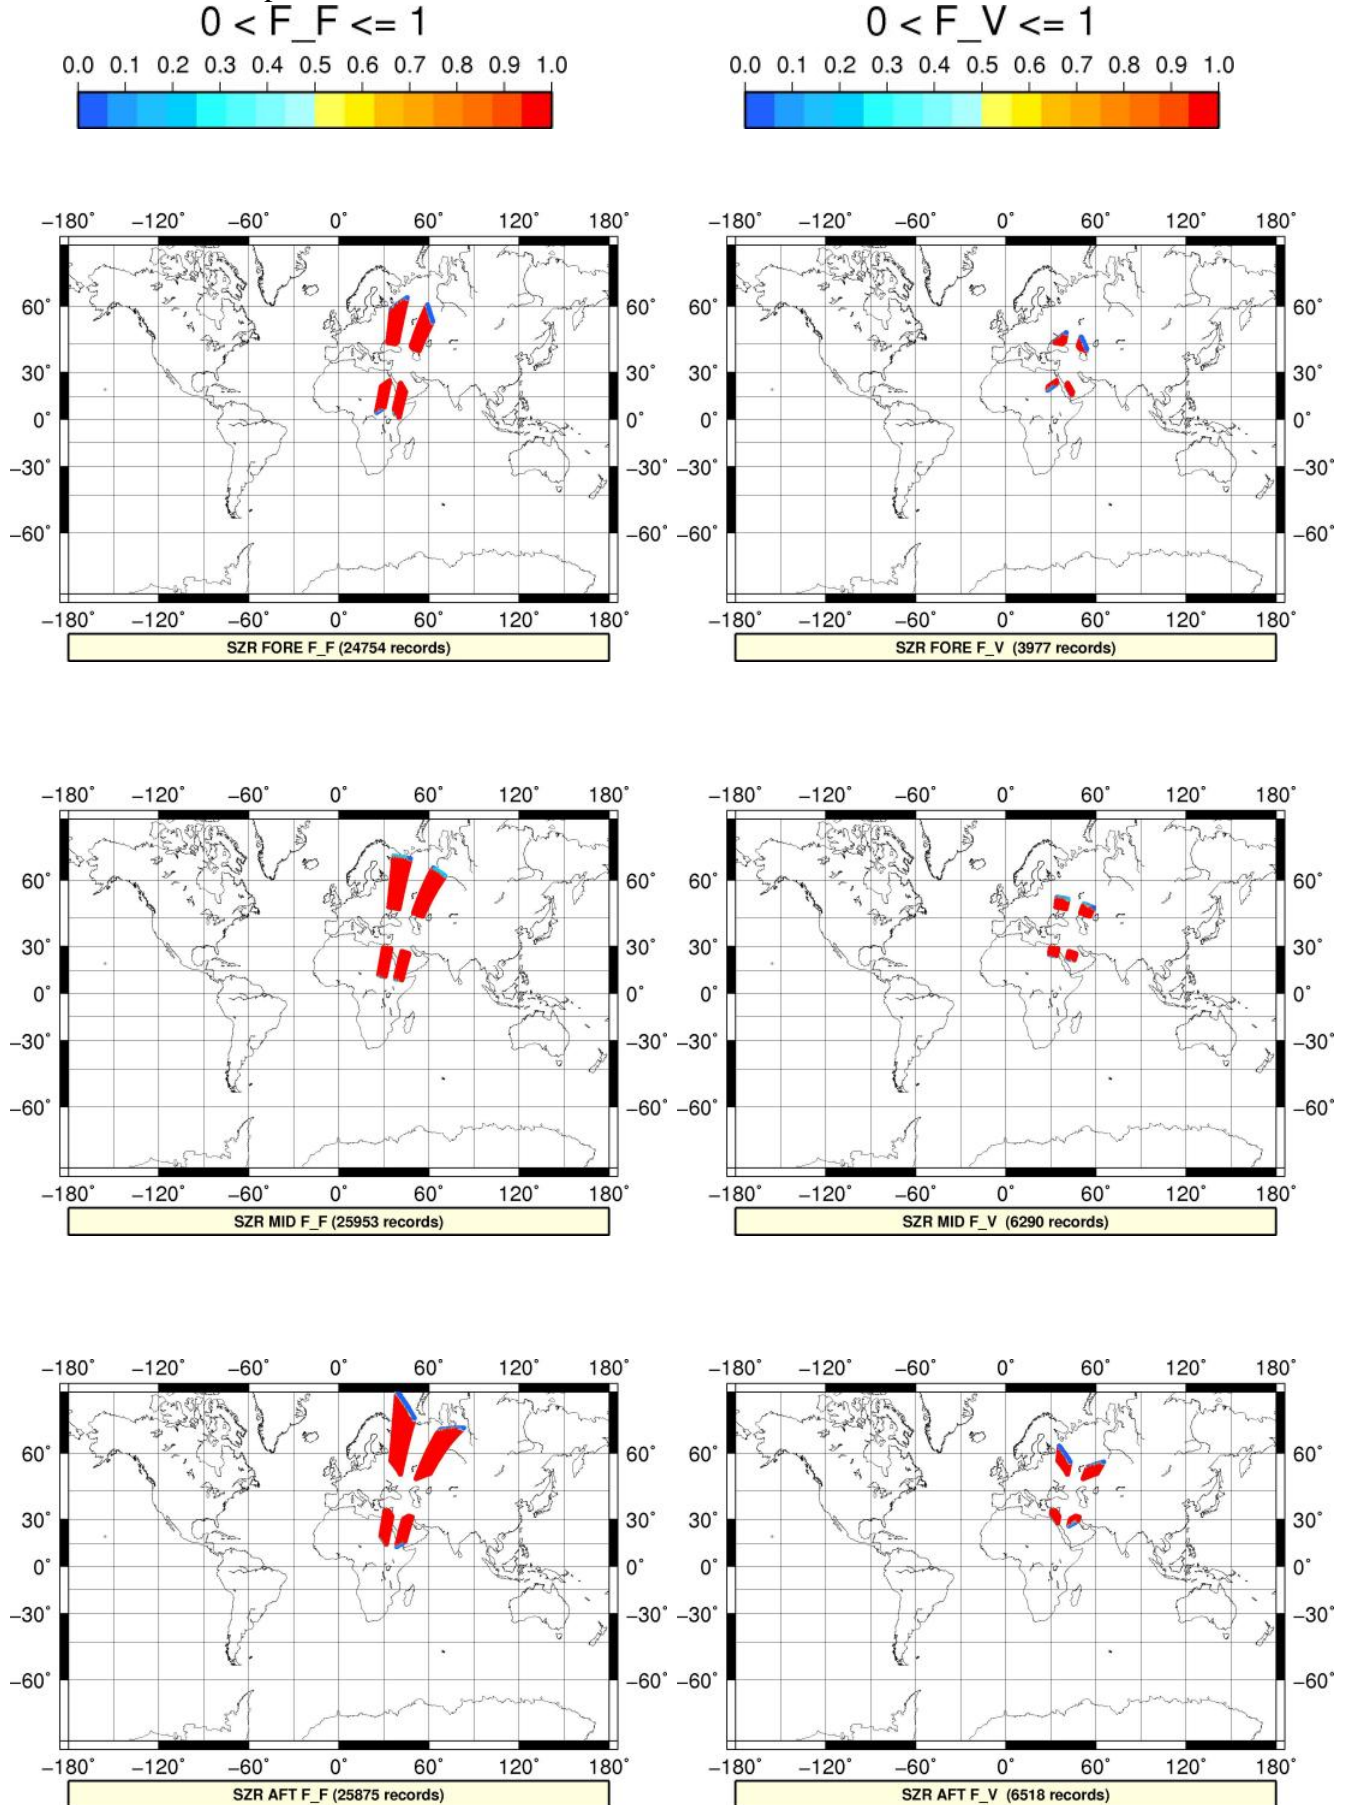 0 < F_F <= 1
0 < F_V <= 1
0.0 0.1 0.2 0.3 0.4 0.5 0.6 0.7 0.8 0.9 1.0
0.0 0.1 0.2 0.3 0.4 0.5 0.6 0.7 0.8 0.9 1.0
−180˚ −120˚ −60˚ 0˚ 60˚ 120˚ 180˚
−180˚ −120˚ −60˚ 0˚ 60˚ 120˚ 180˚
60˚ 60˚ 60˚ 60˚
30˚ 30˚ 30˚ 30˚
0˚ 0˚ 0˚ 0˚
−30˚ −30˚ −30˚ −30˚
−60˚ −60˚ −60˚ −60˚
−180˚ −120˚ −60˚ 0˚ 60˚ 120˚ 180˚
−180˚ −120˚ −60˚ 0˚ 60˚ 120˚ 180˚
SZR FORE F_F (24754 records)
SZR FORE F_V (3977 records)
−180˚ −120˚ −60˚ 0˚ 60˚ 120˚ 180˚
−180˚ −120˚ −60˚ 0˚ 60˚ 120˚ 180˚
60˚ 60˚ 60˚ 60˚
30˚ 30˚ 30˚ 30˚
0˚ 0˚ 0˚ 0˚
−30˚ −30˚ −30˚ −30˚
−60˚ −60˚ −60˚ −60˚
−180˚ −120˚ −60˚ 0˚ 60˚ 120˚ 180˚
−180˚ −120˚ −60˚ 0˚ 60˚ 120˚ 180˚
SZR MID F_F (25953 records)
SZR MID F_V (6290 records)
−180˚ −120˚ −60˚ 0˚ 60˚ 120˚ 180˚
−180˚ −120˚ −60˚ 0˚ 60˚ 120˚ 180˚
60˚ 60˚ 60˚ 60˚
30˚ 30˚ 30˚ 30˚
0˚ 0˚ 0˚ 0˚
−30˚ −30˚ −30˚ −30˚
−60˚ −60˚ −60˚ −60˚
−180˚ −120˚ −60˚ 0˚ 60˚ 120˚ 180˚
−180˚ −120˚ −60˚ 0˚ 60˚ 120˚ 180˚
SZR AFT F_F (25875 records)
SZR AFT F_V (6518 records)